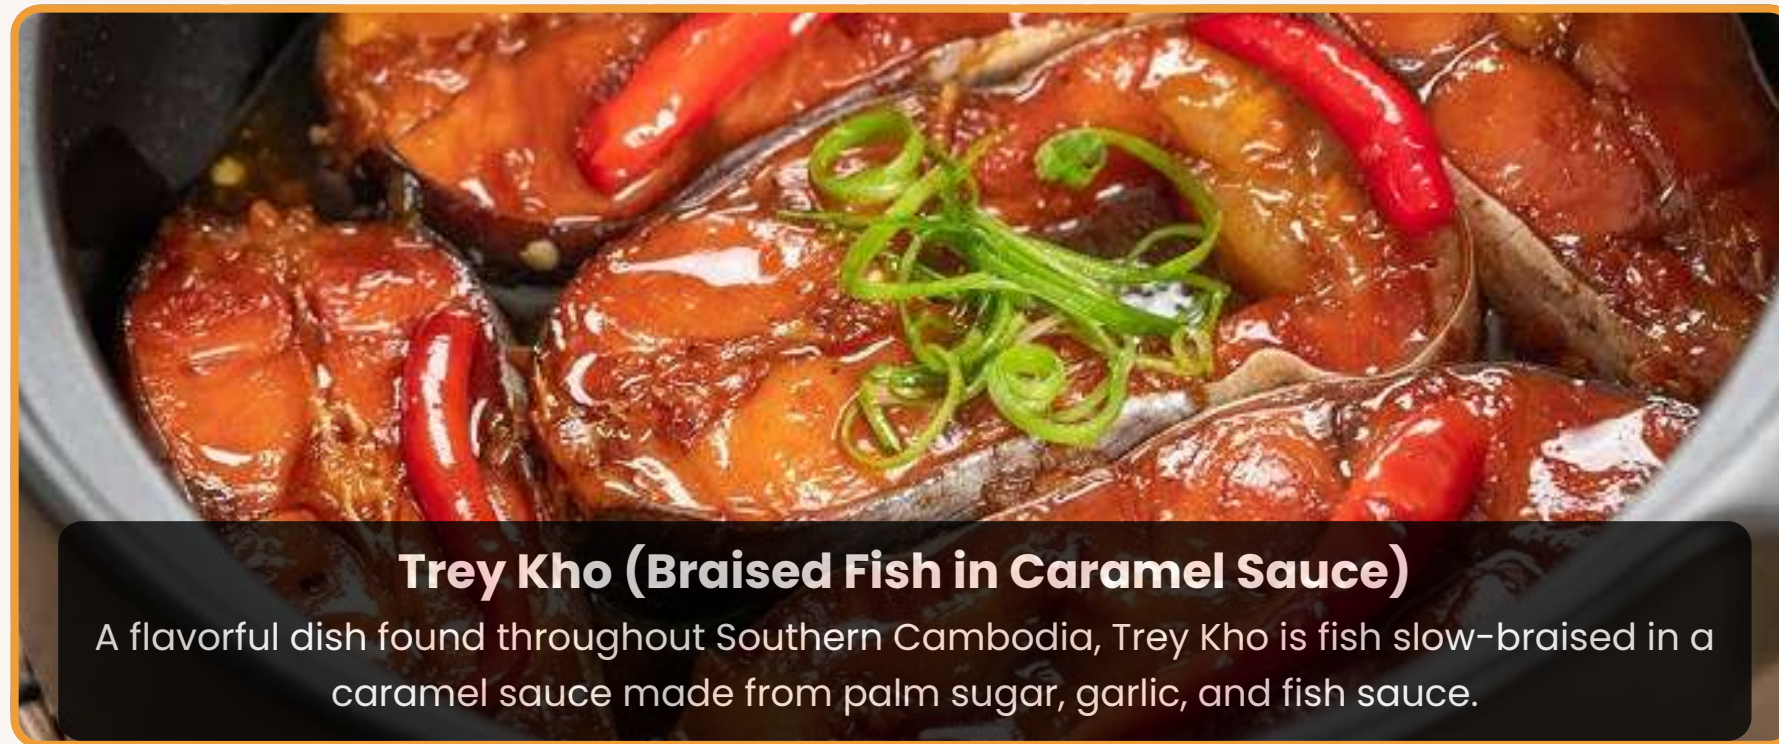 Trey Kho (Braised Fish in Caramel Sauce)
A flavorful dish found throughout Southern Cambodia, Trey Kho is fish slow-braised in a
caramel sauce made from palm sugar, garlic, and fish sauce.